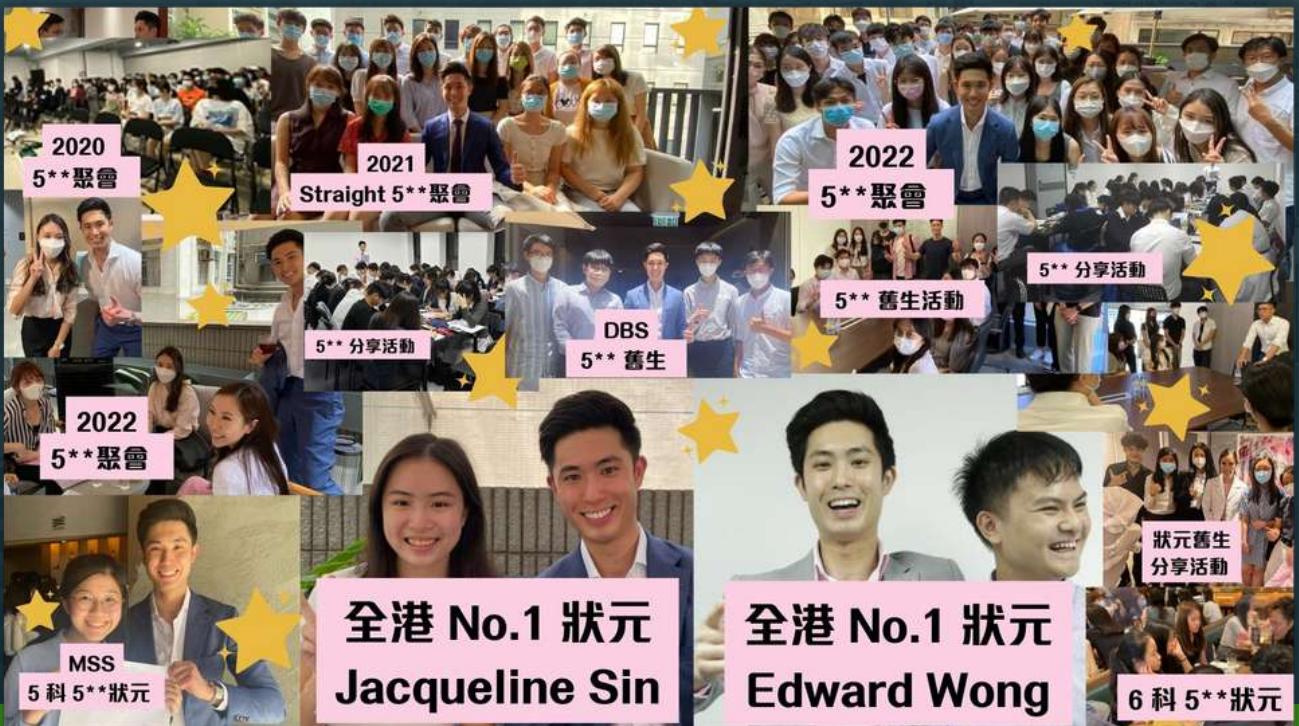 2020
5**聚會
2021
Straight 5**聚會
2022
5**聚會
5** 分享活動
5** 分享活動
DBS
5** 舊生
5** 舊生活動
2022
5**聚會
MSS
5 科 5**狀元
全港 No.1 狀元
Jacqueline Sin
全港 No.1 狀元
Edward Wong
狀元舊生
分享活動
6 科 5**狀元